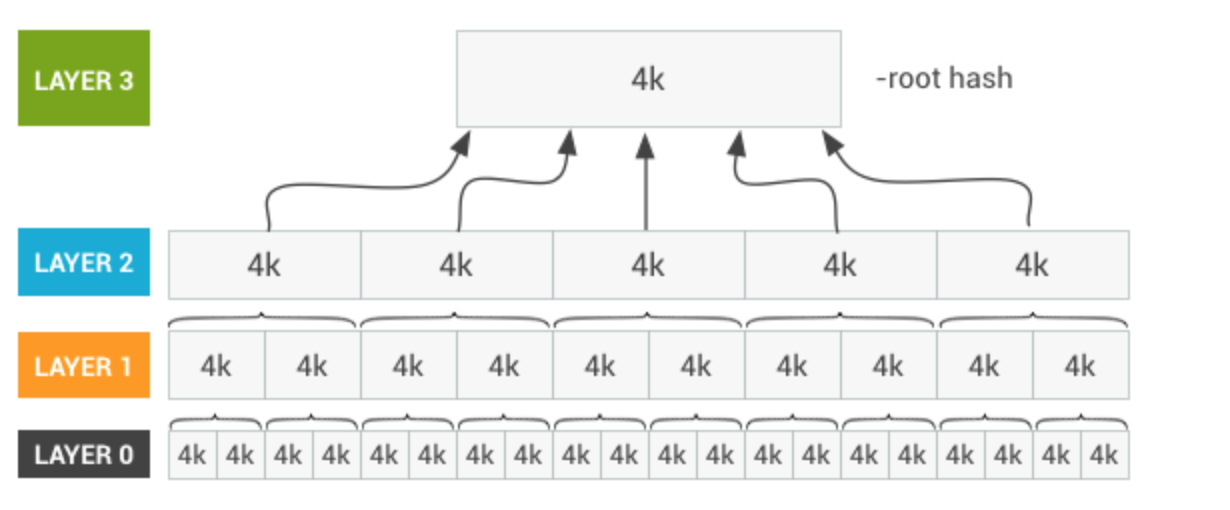 LAYER 3
4k
-root hash
LAYER 2
4k 4k 4k 4k 4k
LAYER 1
4k 4k 4k 4k 4k 4k 4k 4k 4k 4k
LAYER 0
4k 4k 4k 4k 4k 4k 4k 4k 4k 4k 4k 4k 4k 4k 4k 4k 4k 4k 4k 4k